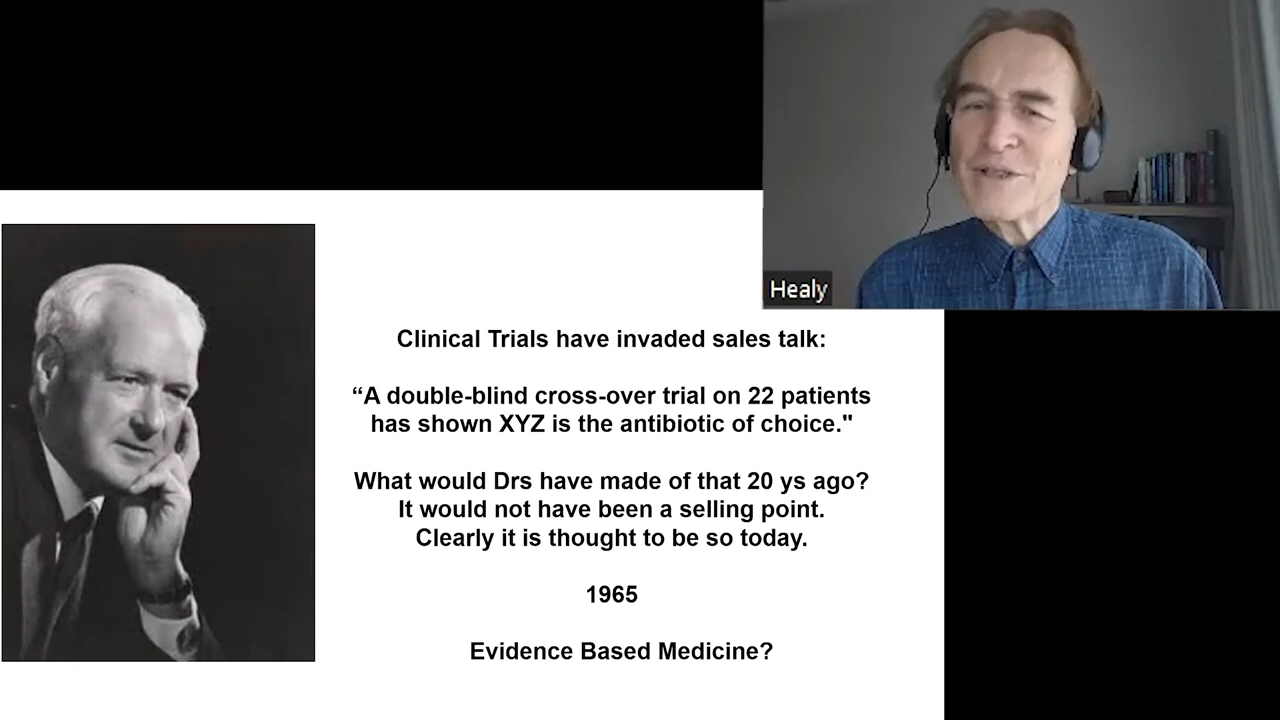 Healy
Clinical Trials have invaded sales talk:
“A double-blind cross-over trial on 22 patients
has shown XYZ is the antibiotic of choice."
What would Drs have made of that 20 ys ago?
It would not have been a selling point.
Clearly it is thought to be so today.
1965
Evidence Based Medicine?